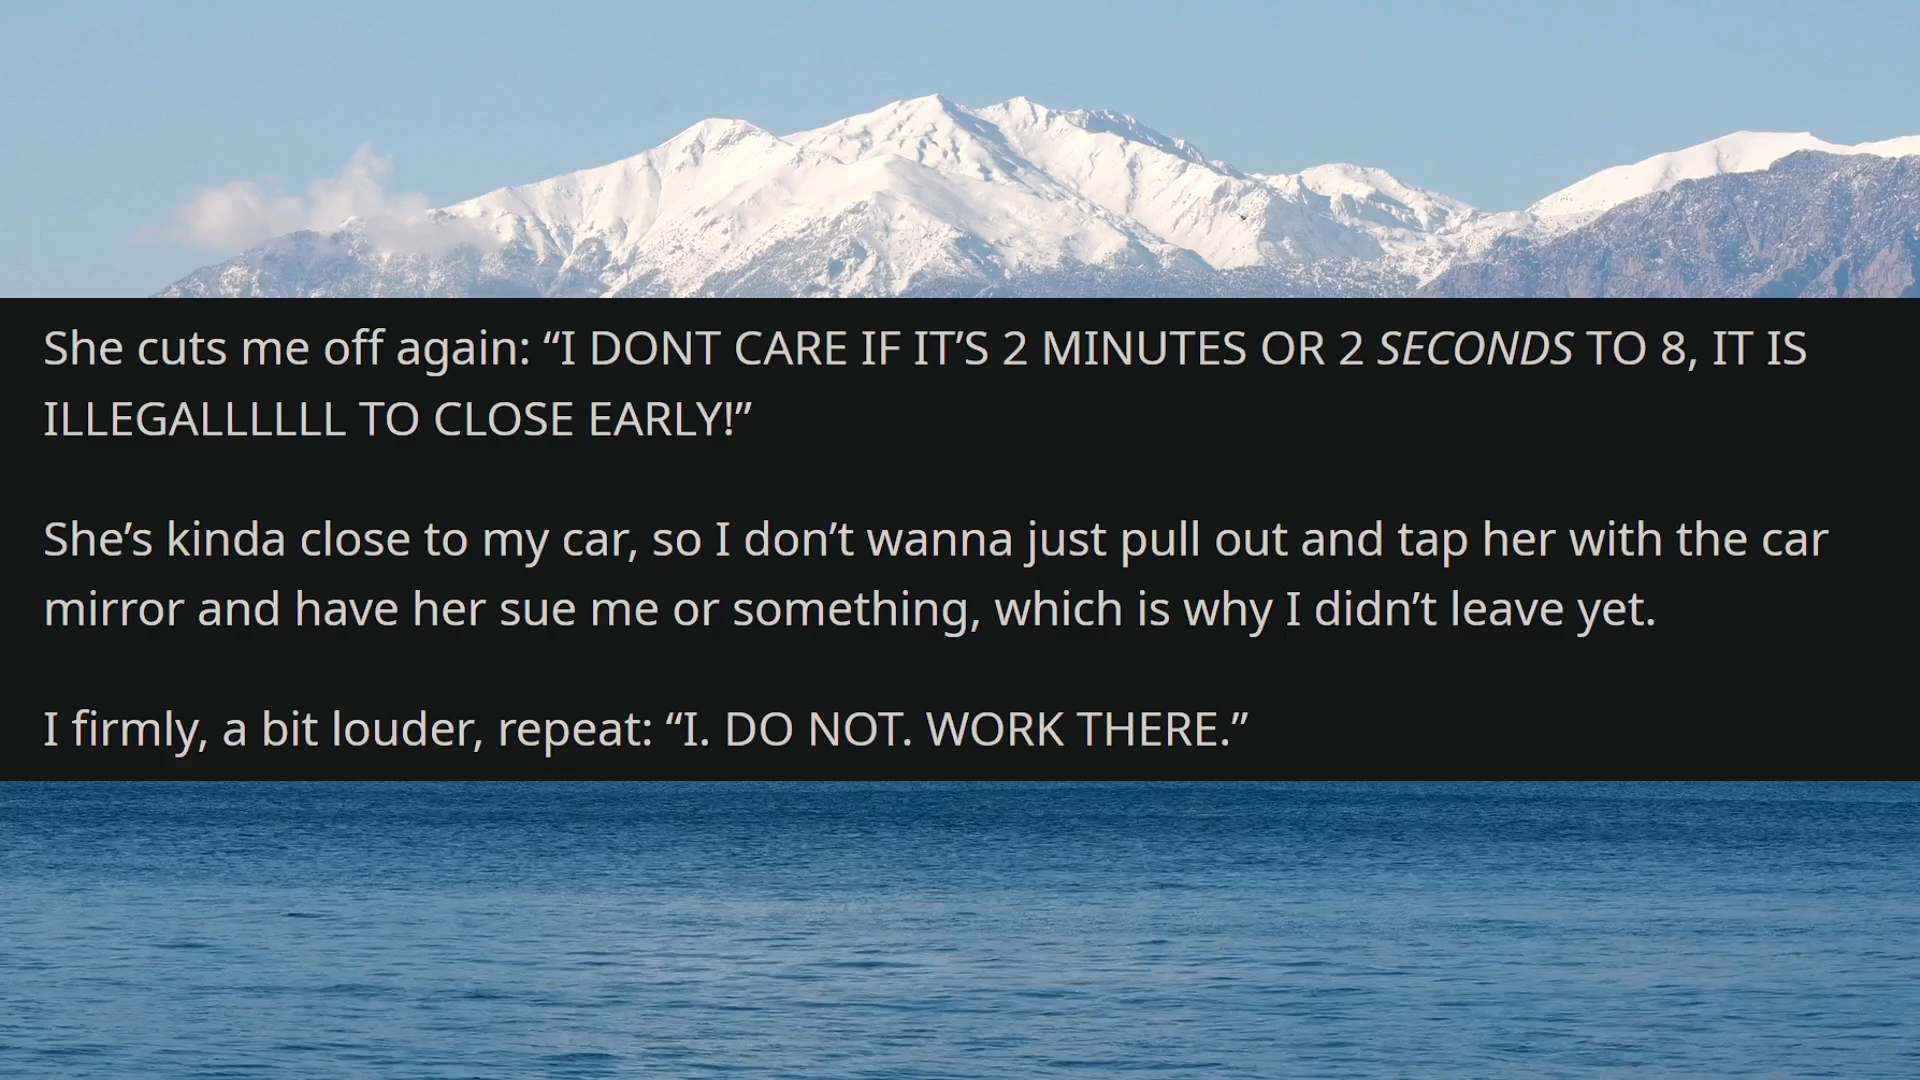 She cuts me off again: “I DONT CARE IF IT’S 2 MINUTES OR 2 SECONDS TO 8, IT IS
ILLEGALLLLLL TO CLOSE EARLY!”
She’s kinda close to my car, so I don’t wanna just pull out and tap her with the car
mirror and have her sue me or something, which is why I didn’t leave yet.
I firmly, a bit louder, repeat: “I. DO NOT. WORK THERE.”